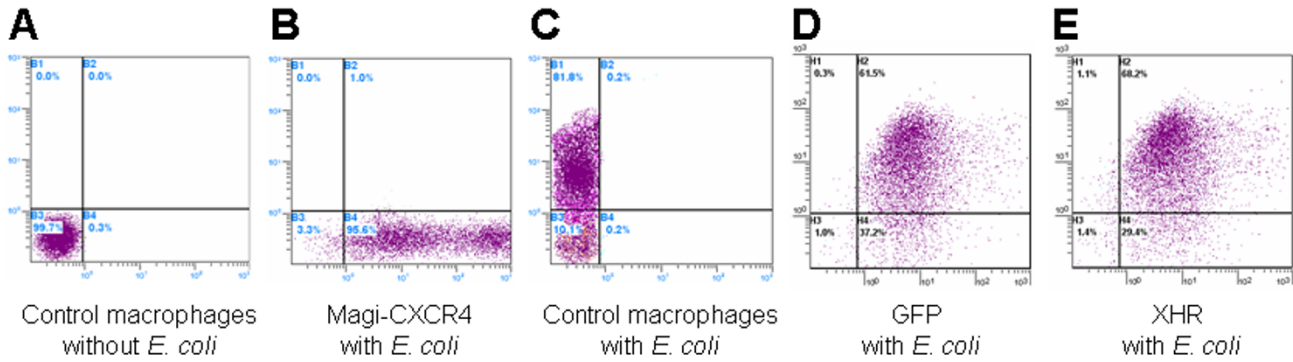 A B C D E
B1 0.0% B2 0.0%
B3 99.7% B4 0.3%
B1 0.0% B2 1.0%
B3 3.3% B4 95.6%
B1 81.8% B2 0.2%
B3 10.1% B4 0.2%
H1 0.3% H2 61.5%
H3 1.0% H4 37.2%
H1 1.1% H2 68.2%
H3 1.4% H4 29.4%
Control macrophages
without E. coli
Magi-CXCR4
with E. coli
Control macrophages
with E. coli
GFP
with E. coli
XHR
with E. coli